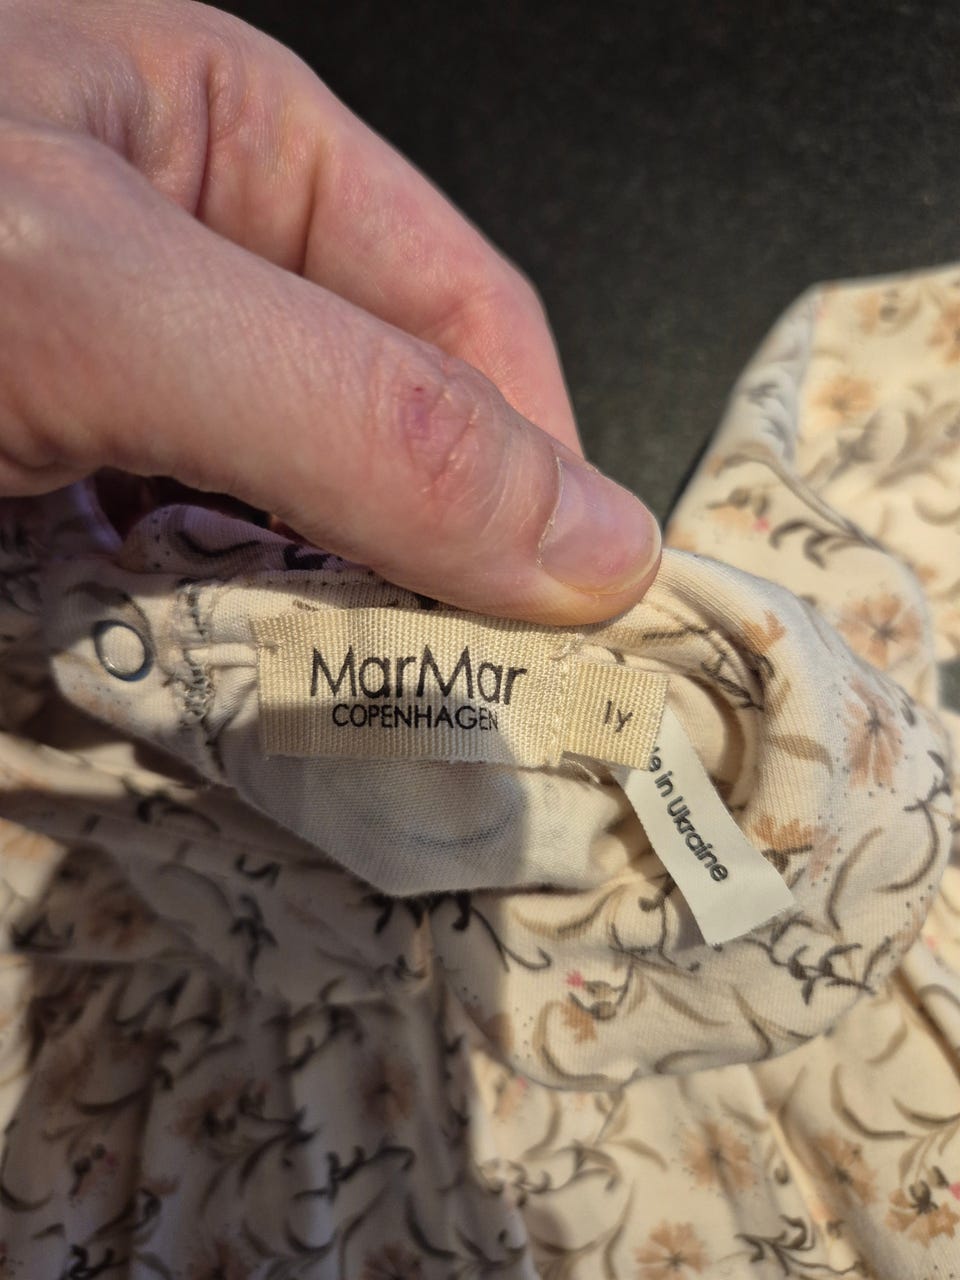 MarMar
COPENHAGEN
1y
in Ukraine